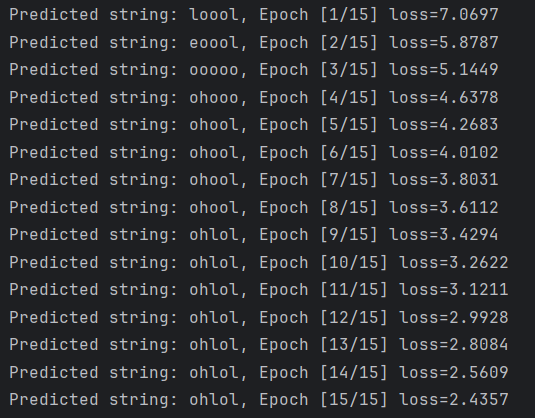 Predicted string: loool, Epoch [1/15] loss=7.0697
Predicted string: eoool, Epoch [2/15] loss=5.8787
Predicted string: ooooo, Epoch [3/15] loss=5.1449
Predicted string: ohooo, Epoch [4/15] loss=4.6378
Predicted string: ohool, Epoch [5/15] loss=4.2683
Predicted string: ohool, Epoch [6/15] loss=4.0102
Predicted string: ohool, Epoch [7/15] loss=3.8031
Predicted string: ohool, Epoch [8/15] loss=3.6112
Predicted string: ohlol, Epoch [9/15] loss=3.4294
Predicted string: ohlol, Epoch [10/15] loss=3.2622
Predicted string: ohlol, Epoch [11/15] loss=3.1211
Predicted string: ohlol, Epoch [12/15] loss=2.9928
Predicted string: ohlol, Epoch [13/15] loss=2.8084
Predicted string: ohlol, Epoch [14/15] loss=2.5609
Predicted string: ohlol, Epoch [15/15] loss=2.4357